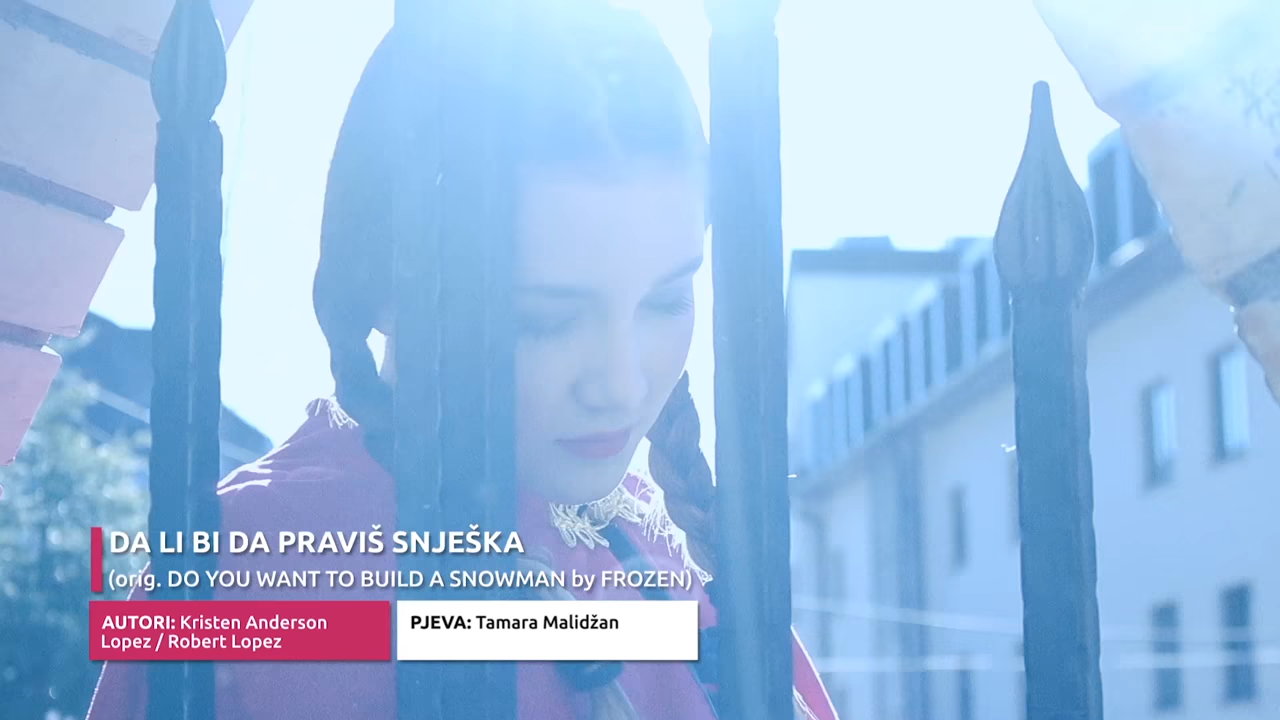 DA LI BI DA PRAVIŠ SNJEŠKA
(orig. DO YOU WANT TO BUILD A SNOWMAN by FROZEN)
AUTORI: Kristen Anderson
Lopez / Robert Lopez
PJEVA: Tamara Malidžan